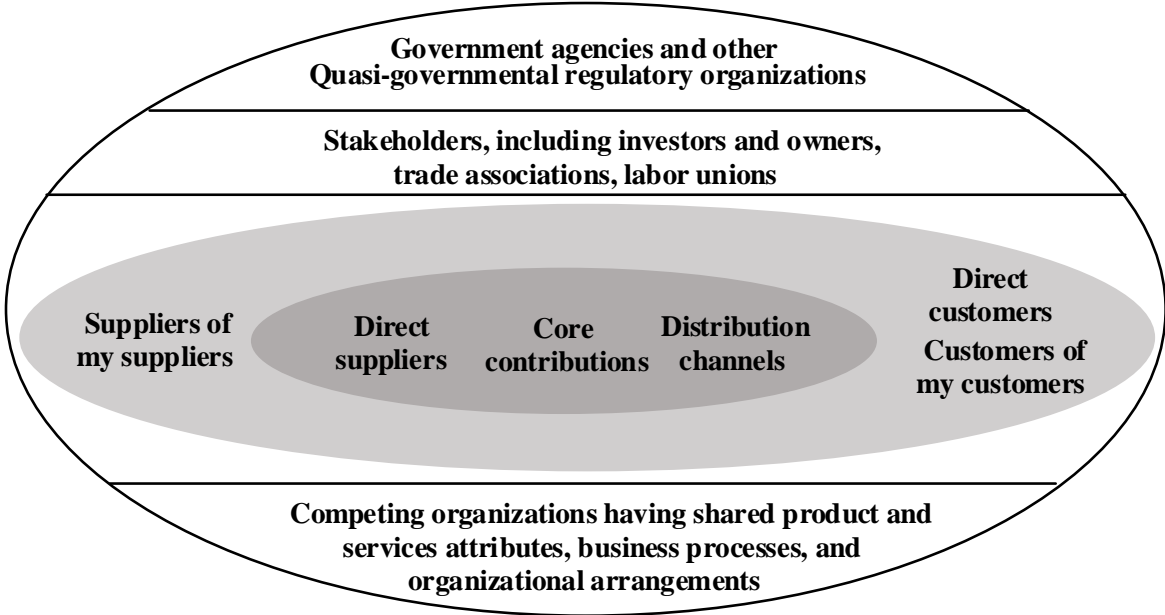 Government agencies and other
Quasi-governmental regulatory organizations
Stakeholders, including investors and owners,
trade associations, labor unions
Suppliers of
my suppliers
Direct
suppliers
Core
contributions
Distribution
channels
Direct
customers
Customers of
my customers
Competing organizations having shared product and
services attributes, business processes, and
organizational arrangements